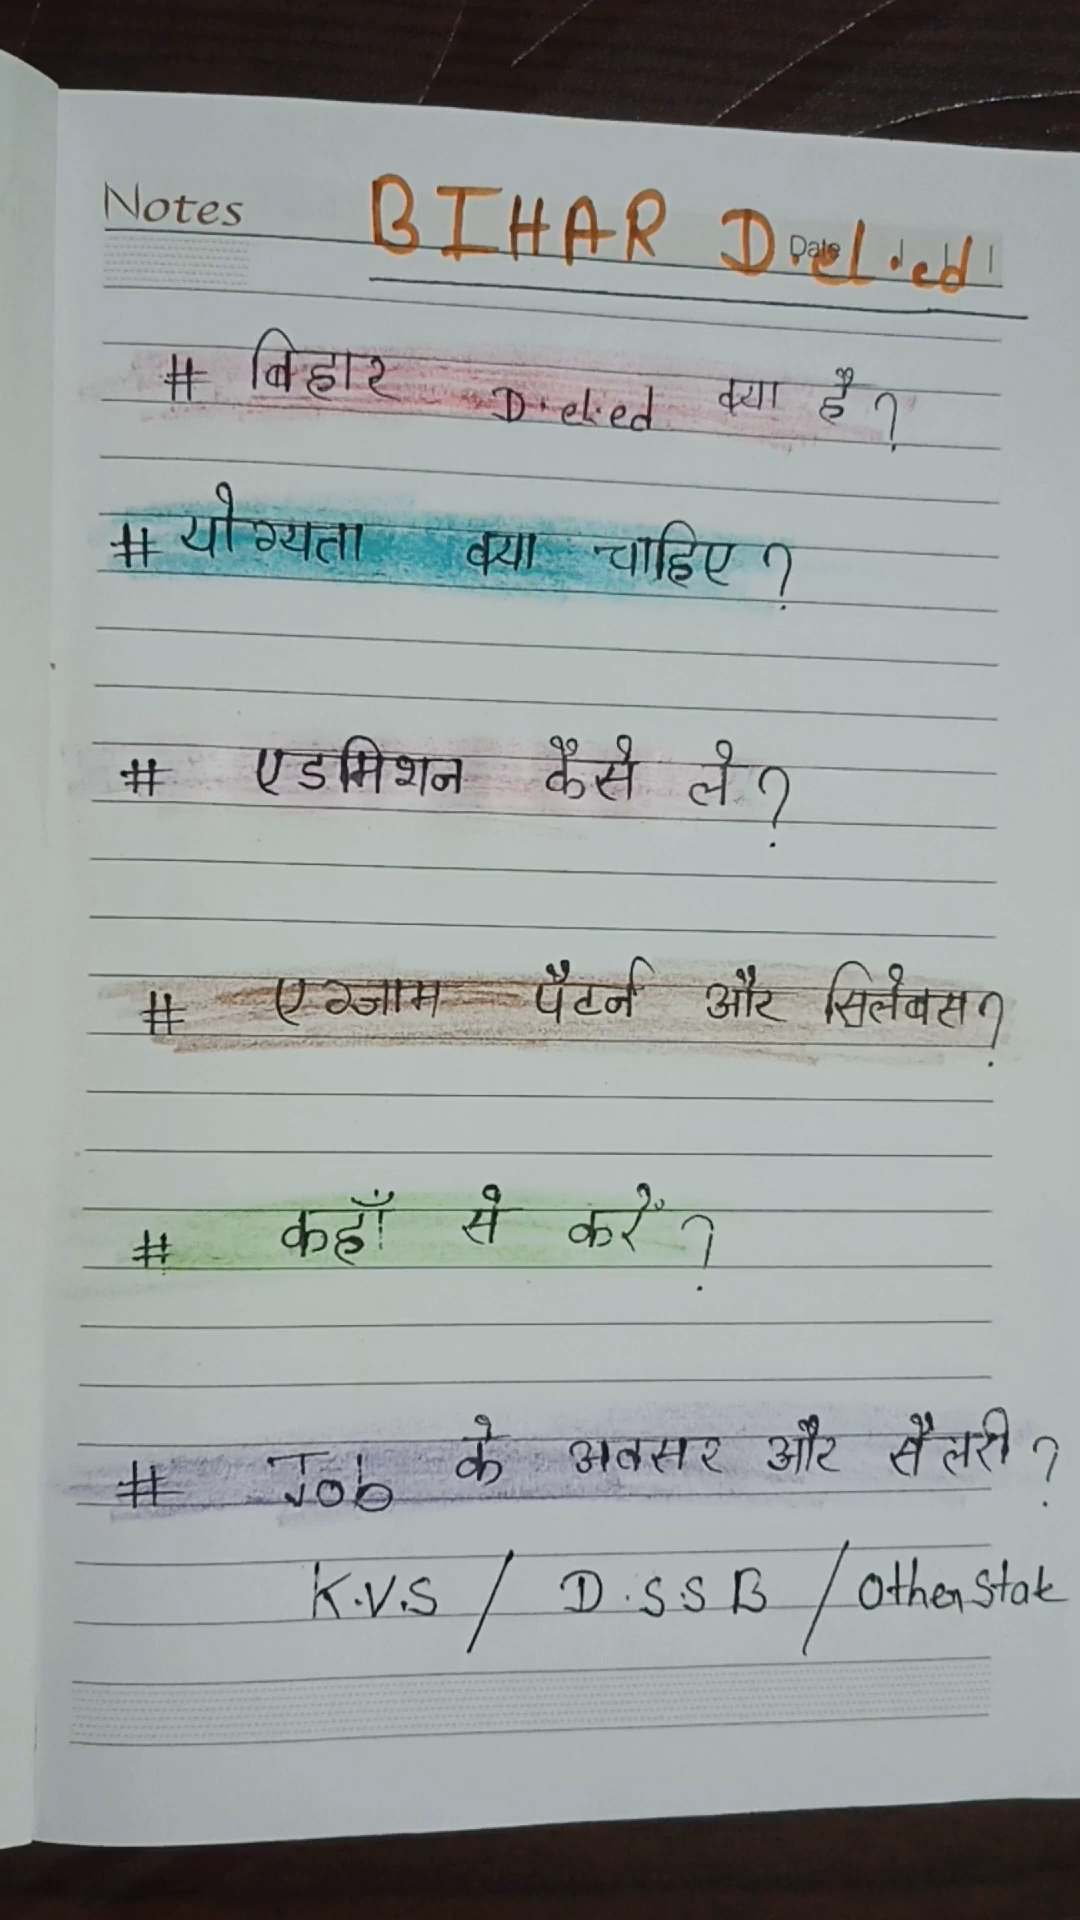 Notes BIHAR D.el.ed
Date
# बिहार D.el.ed क्या है ?
# योग्यता क्या चाहिए ?
# एडमिशन कैसे ले ?
# एग्जाम पैटर्न और सिलेबस ?
# कहाँ से करें ?
# Job के अवसर और सैलरी ?
K.V.S / D.S.S B / Other State